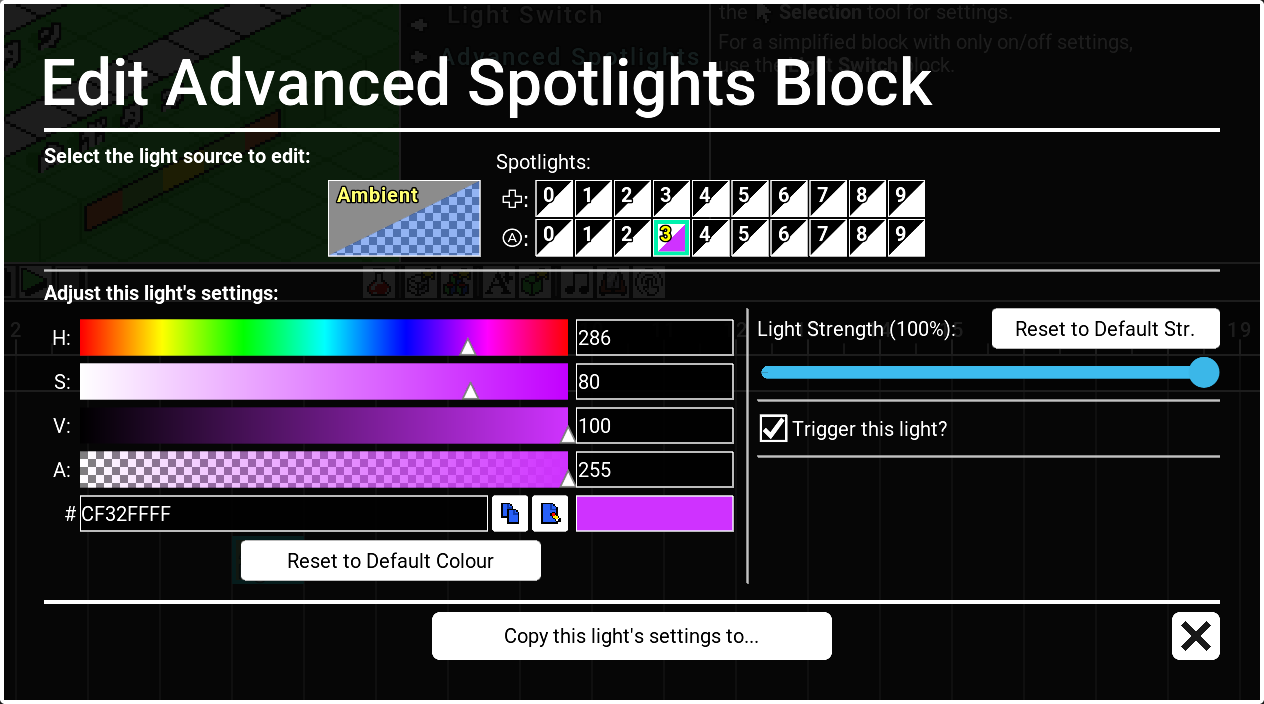 Light Switch
the Selection tool for settings.
Advanced Spotlights
For a simplified block with only on/off settings,
use the Light Switch block.
Edit Advanced Spotlights Block
Select the light source to edit:
Spotlights:
Ambient
: 0 1 2 3 4 5 6 7 8 9
A: 0 1 2 3 4 5 6 7 8 9
Adjust this light's settings:
2
19
H: 286
Light Strength (100%):
Reset to Default Str.
S: 80
V: 100
Trigger this light?
A: 255
# CF32FFFF
Reset to Default Colour
Copy this light's settings to...